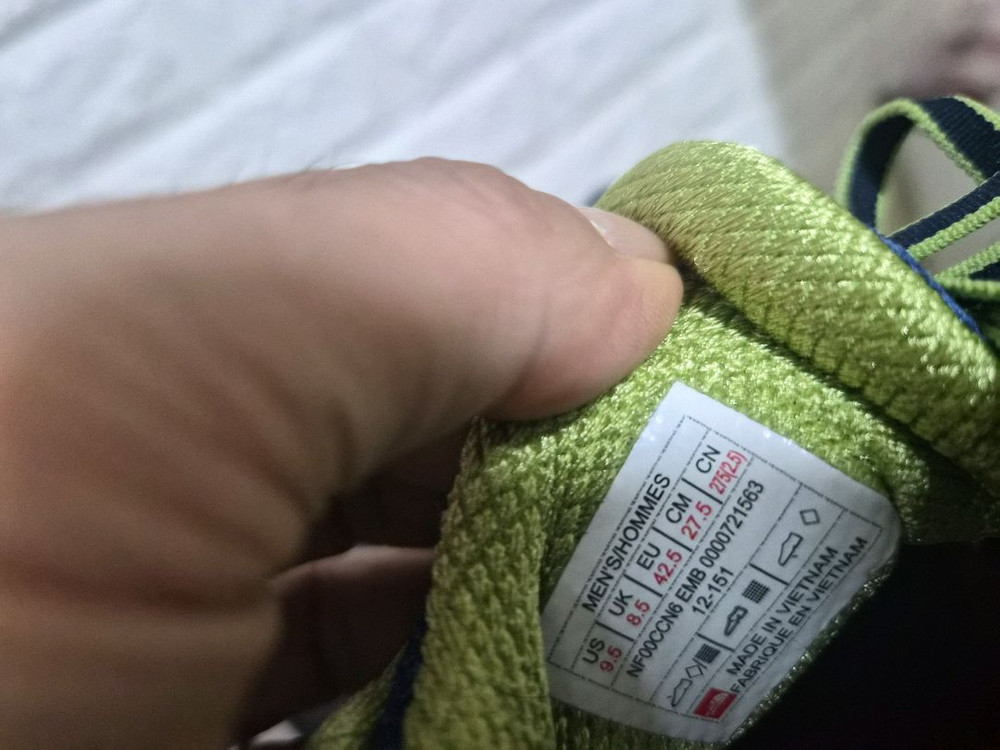 MEN'S/HOMMES
US UK EU CM CN
9.5 8.5 42.5 27.5 275(2.5)
NF00CCN6 EMB 0000721563
12-151
MADE IN VIETNAM
FABRIQUE EN VIETNAM